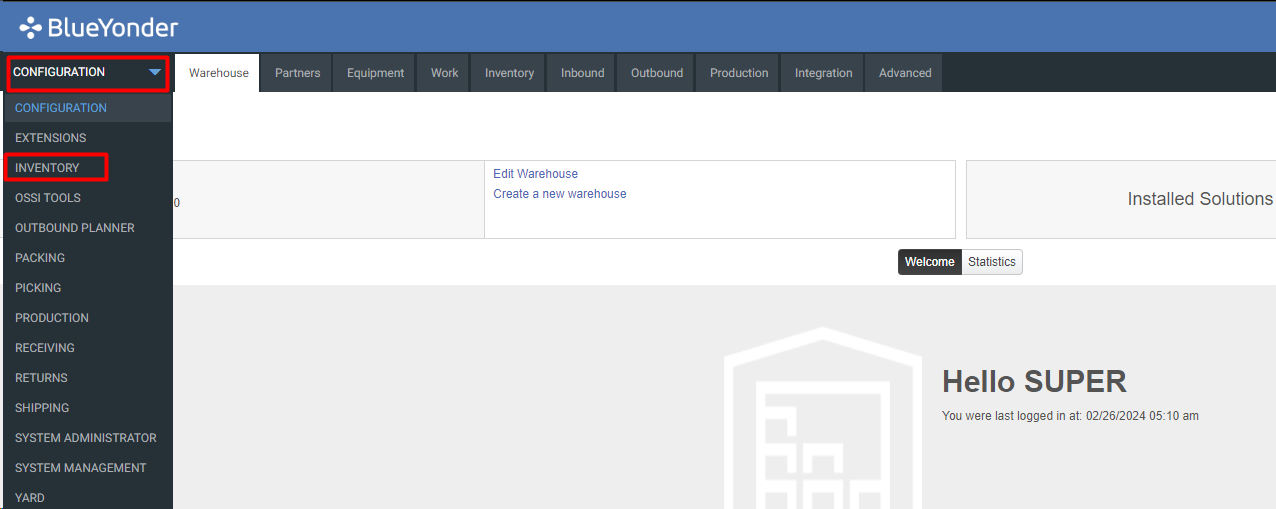 BlueYonder
CONFIGURATION
Warehouse Partners Equipment Work Inventory Inbound Outbound Production Integration Advanced
CONFIGURATION
EXTENSIONS
INVENTORY
OSSI TOOLS
OUTBOUND PLANNER
PACKING
PICKING
PRODUCTION
RECEIVING
RETURNS
SHIPPING
SYSTEM ADMINISTRATOR
SYSTEM MANAGEMENT
YARD
0
Edit Warehouse
Create a new warehouse
Installed Solutions
Welcome Statistics
Hello SUPER
You were last logged in at: 02/26/2024 05:10 am